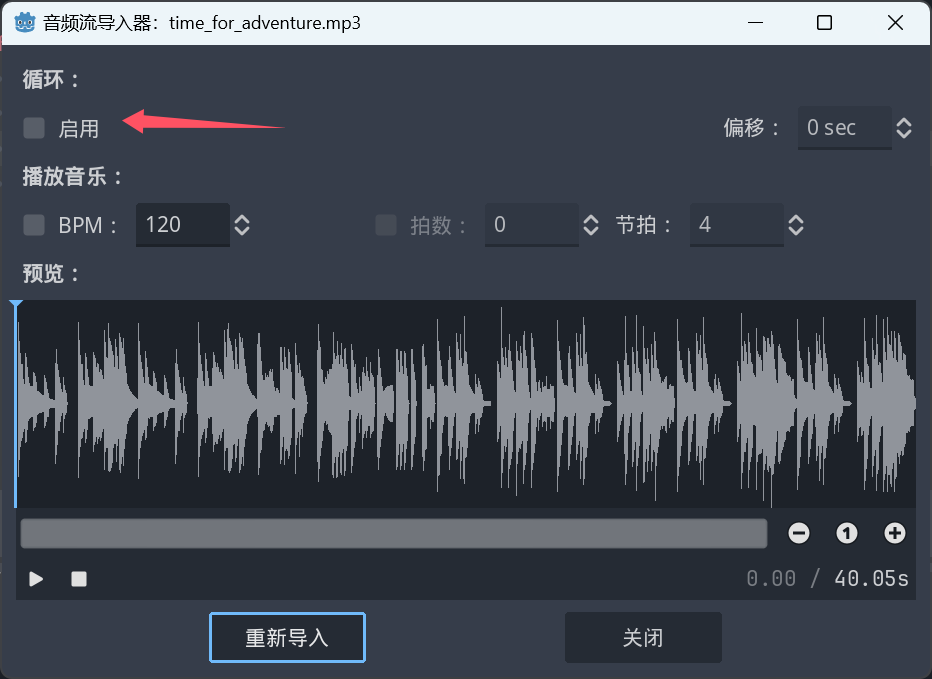 音频流导入器：time_for_adventure.mp3
循环：
启用 偏移： 0 sec
播放音乐：
BPM： 120 拍数： 0 节拍： 4
预览：
1
0.00 / 40.05s
重新导入 关闭